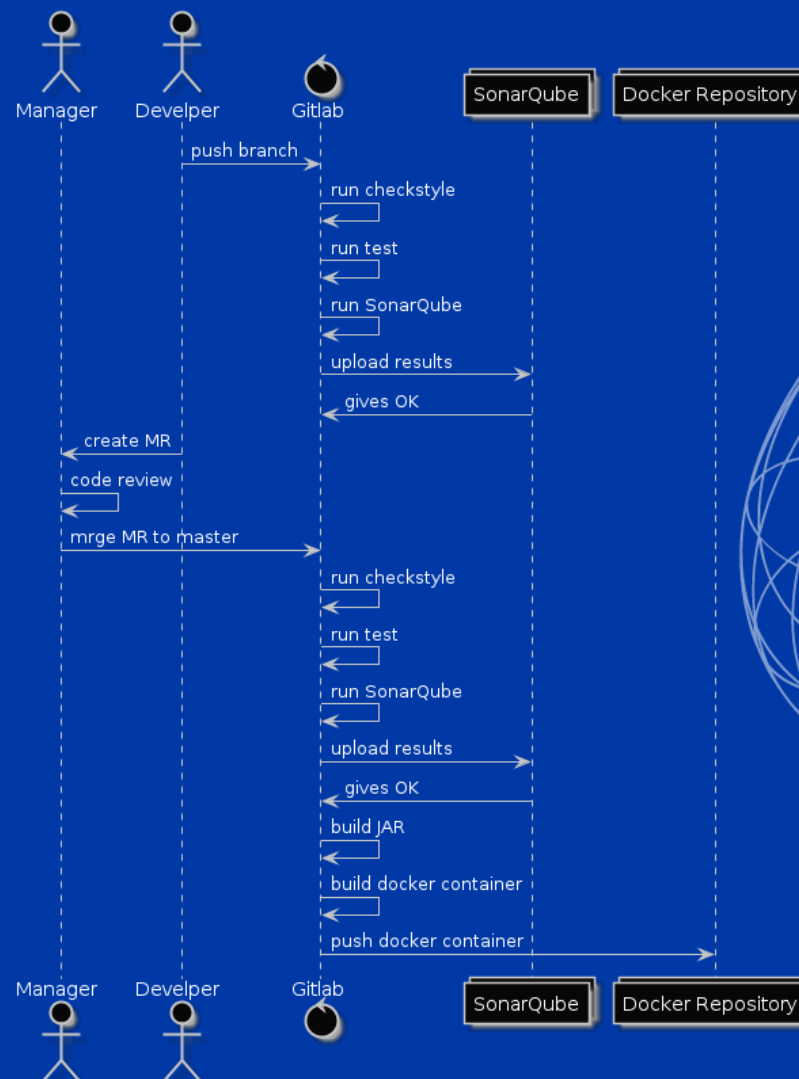 Manager Develper Gitlab SonarQube Docker Repository
push branch
run checkstyle
run test
run SonarQube
upload results
gives OK
create MR
code review
mrge MR to master
run checkstyle
run test
run SonarQube
upload results
gives OK
build JAR
build docker container
push docker container
Manager Develper Gitlab SonarQube Docker Repository